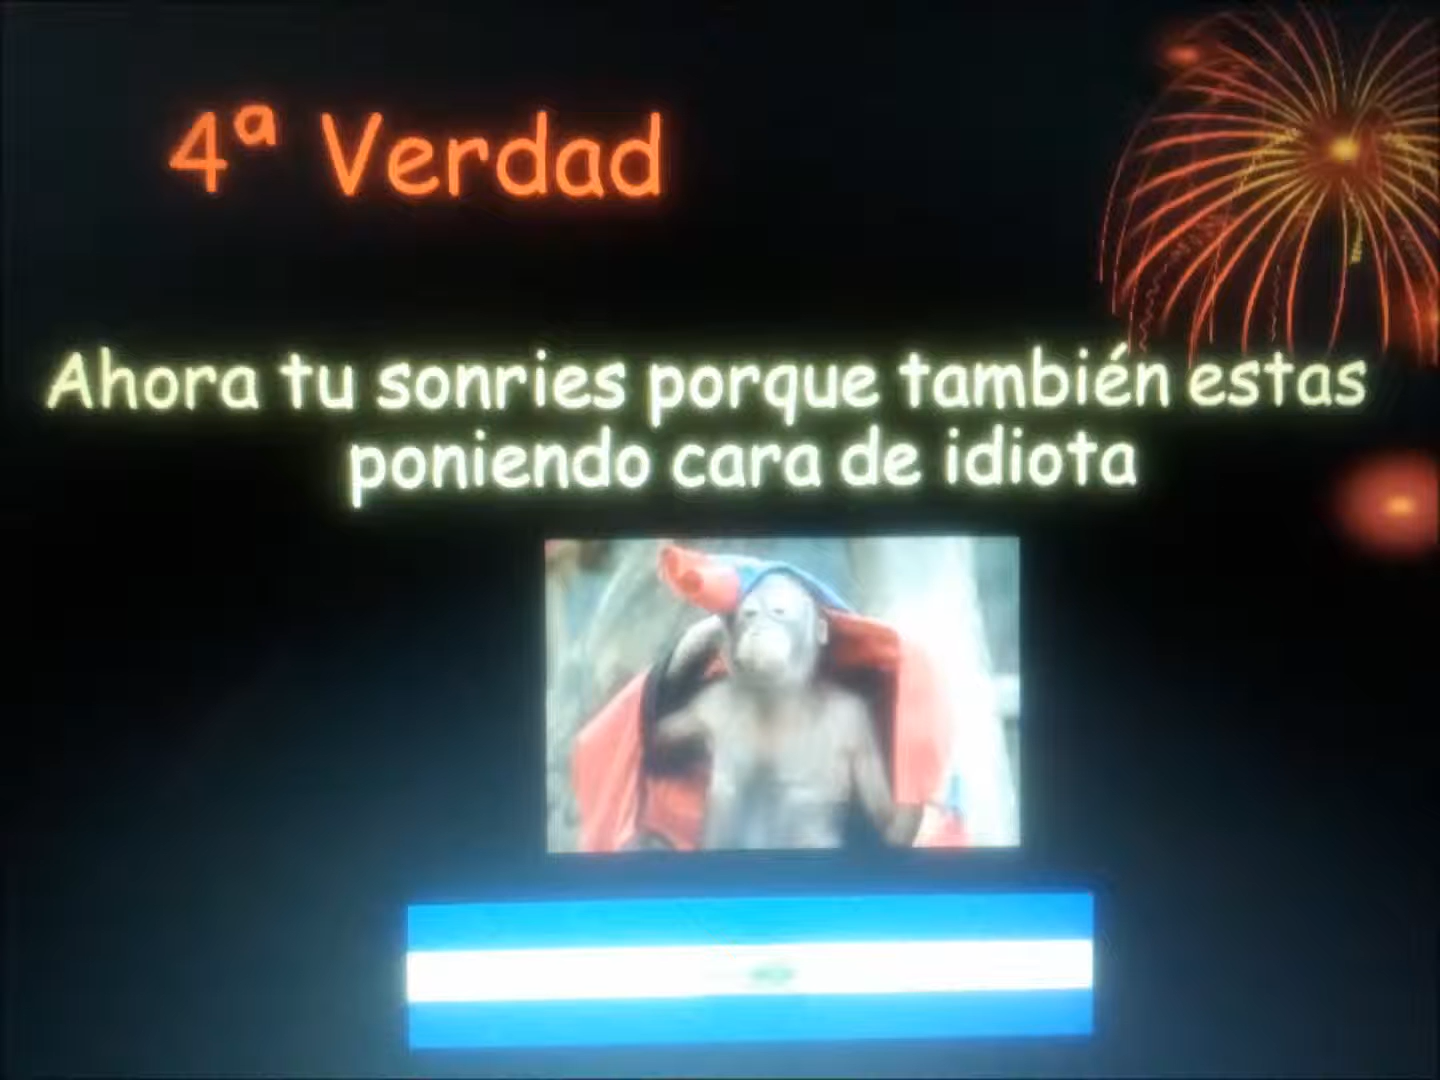 4ª Verdad
Ahora tu sonries porque también estas
poniendo cara de idiota